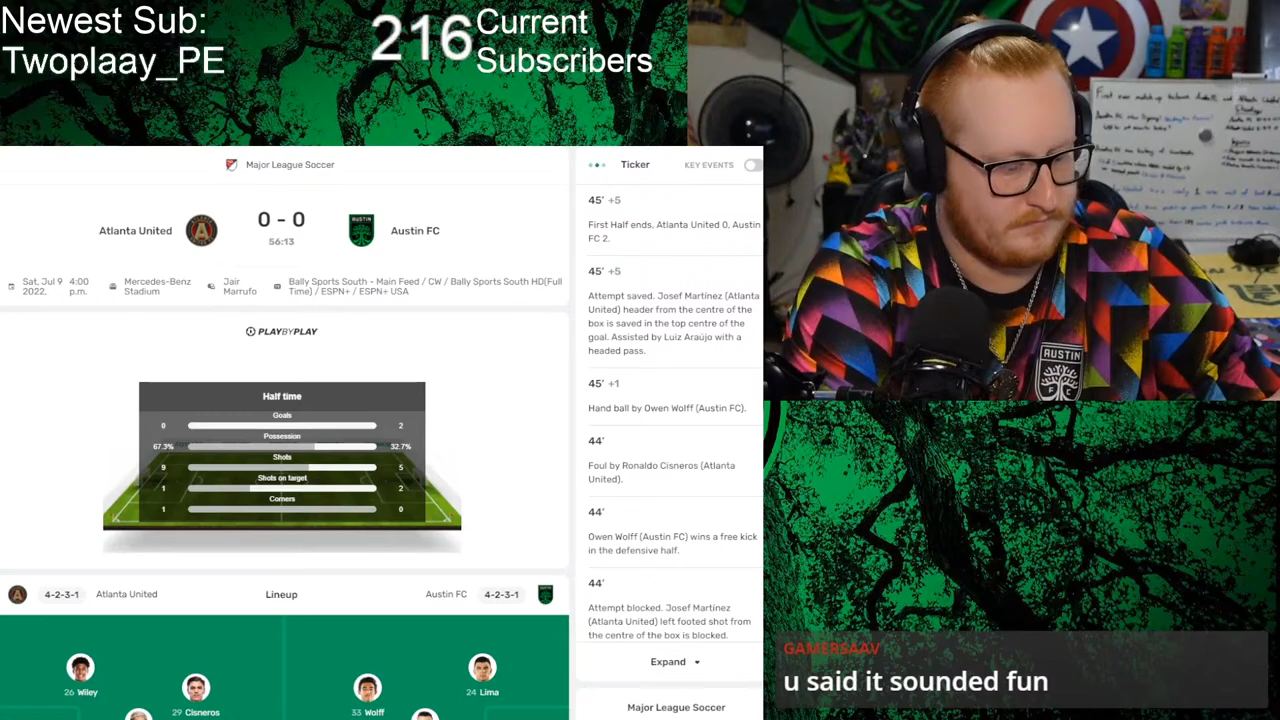 Newest Sub:
Twoplaay_PE
216
Current
Subscribers
Major League Soccer
Atlanta United
0 - 0
56:13
Austin FC
AUSTIN
Sat, Jul 9
2022,
4:00
p.m.
Mercedes-Benz
Stadium
Jair
Marrufo
Bally Sports South - Main Feed / CW / Bally Sports South HD(Full
Time) / ESPN+ / ESPN+ USA
PLAYBYPLAY
Half time
Goals
0 2
Possession
67.3% 32.7%
Shots
9 5
Shots on target
1 2
Corners
1 0
4-2-3-1 Atlanta United Lineup Austin FC 4-2-3-1
26 Wiley
29 Cisneros
33 Wolff
24 Lima
Ticker KEY EVENTS
45' +5
First Half ends, Atlanta United 0, Austin
FC 2.
45' +5
Attempt saved. Josef Martínez (Atlanta
United) header from the centre of the
box is saved in the top centre of the
goal. Assisted by Luiz Araújo with a
headed pass.
45' +1
Hand ball by Owen Wolff (Austin FC).
44'
Foul by Ronaldo Cisneros (Atlanta
United).
44'
Owen Wolff (Austin FC) wins a free kick
in the defensive half.
44'
Attempt blocked. Josef Martínez
(Atlanta United) left footed shot from
the centre of the box is blocked.
Expand
Major League Soccer
AUSTIN
FC
GAMERSAAV
u said it sounded fun